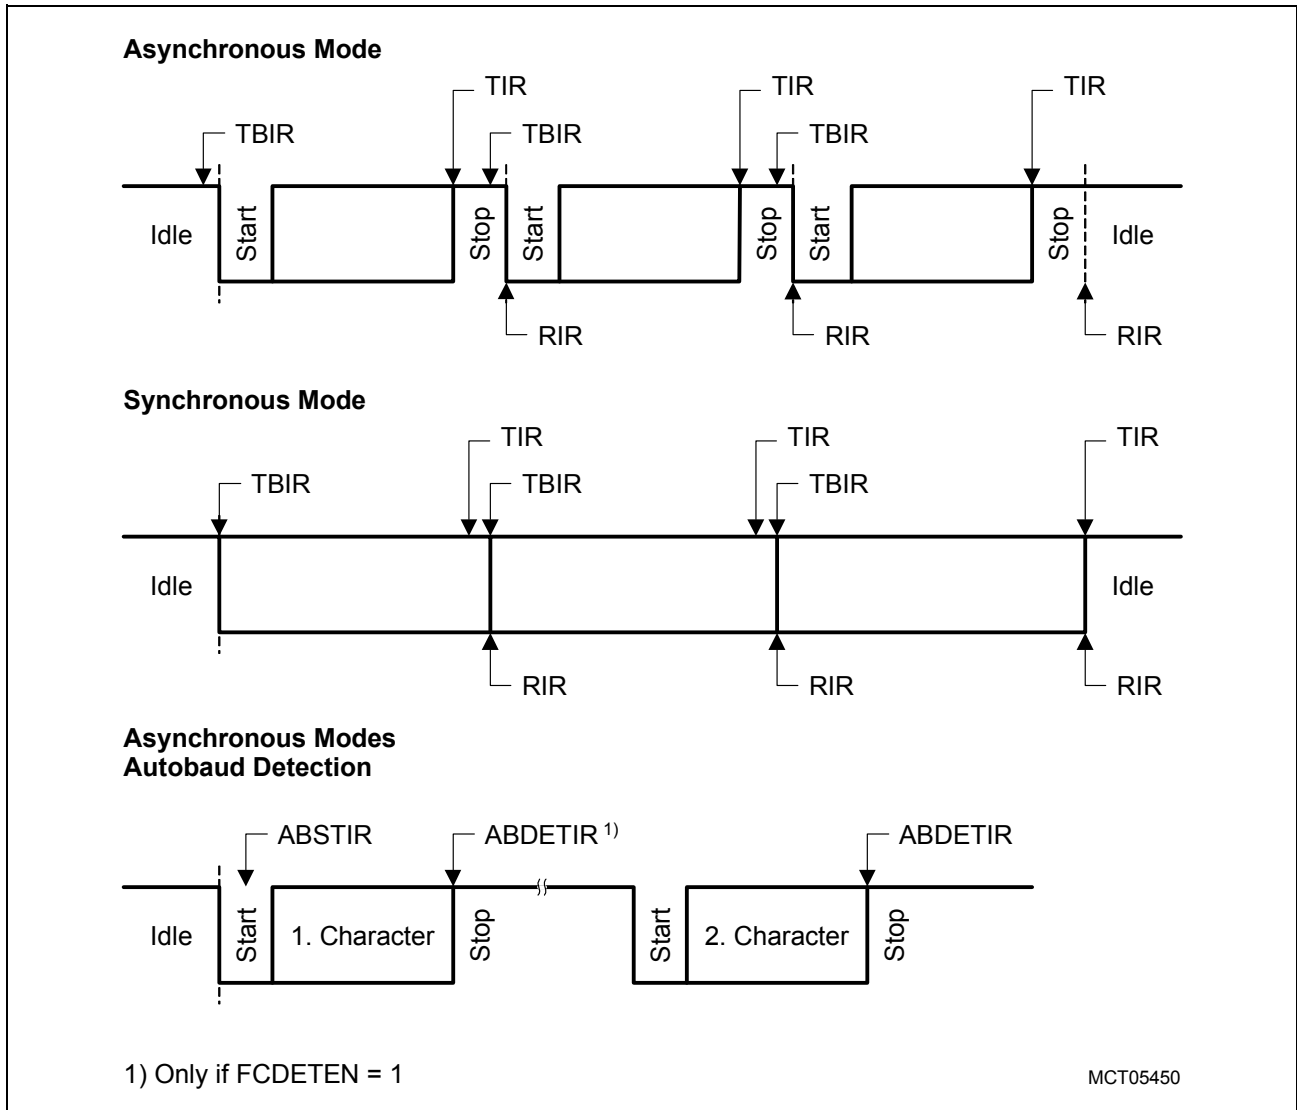 Asynchronous Mode
TIR TIR TIR
TBIR TBIR TBIR
Idle Start Stop Start Stop Start Stop Idle
RIR RIR RIR
Synchronous Mode
TIR TIR TIR
TBIR TBIR TBIR
Idle Idle
RIR RIR RIR
Asynchronous Modes
Autobaud Detection
ABSTIR ABDETIR 1) ABDETIR
Idle Start 1. Character Stop Start 2. Character Stop
1) Only if FCDETEN = 1
MCT05450